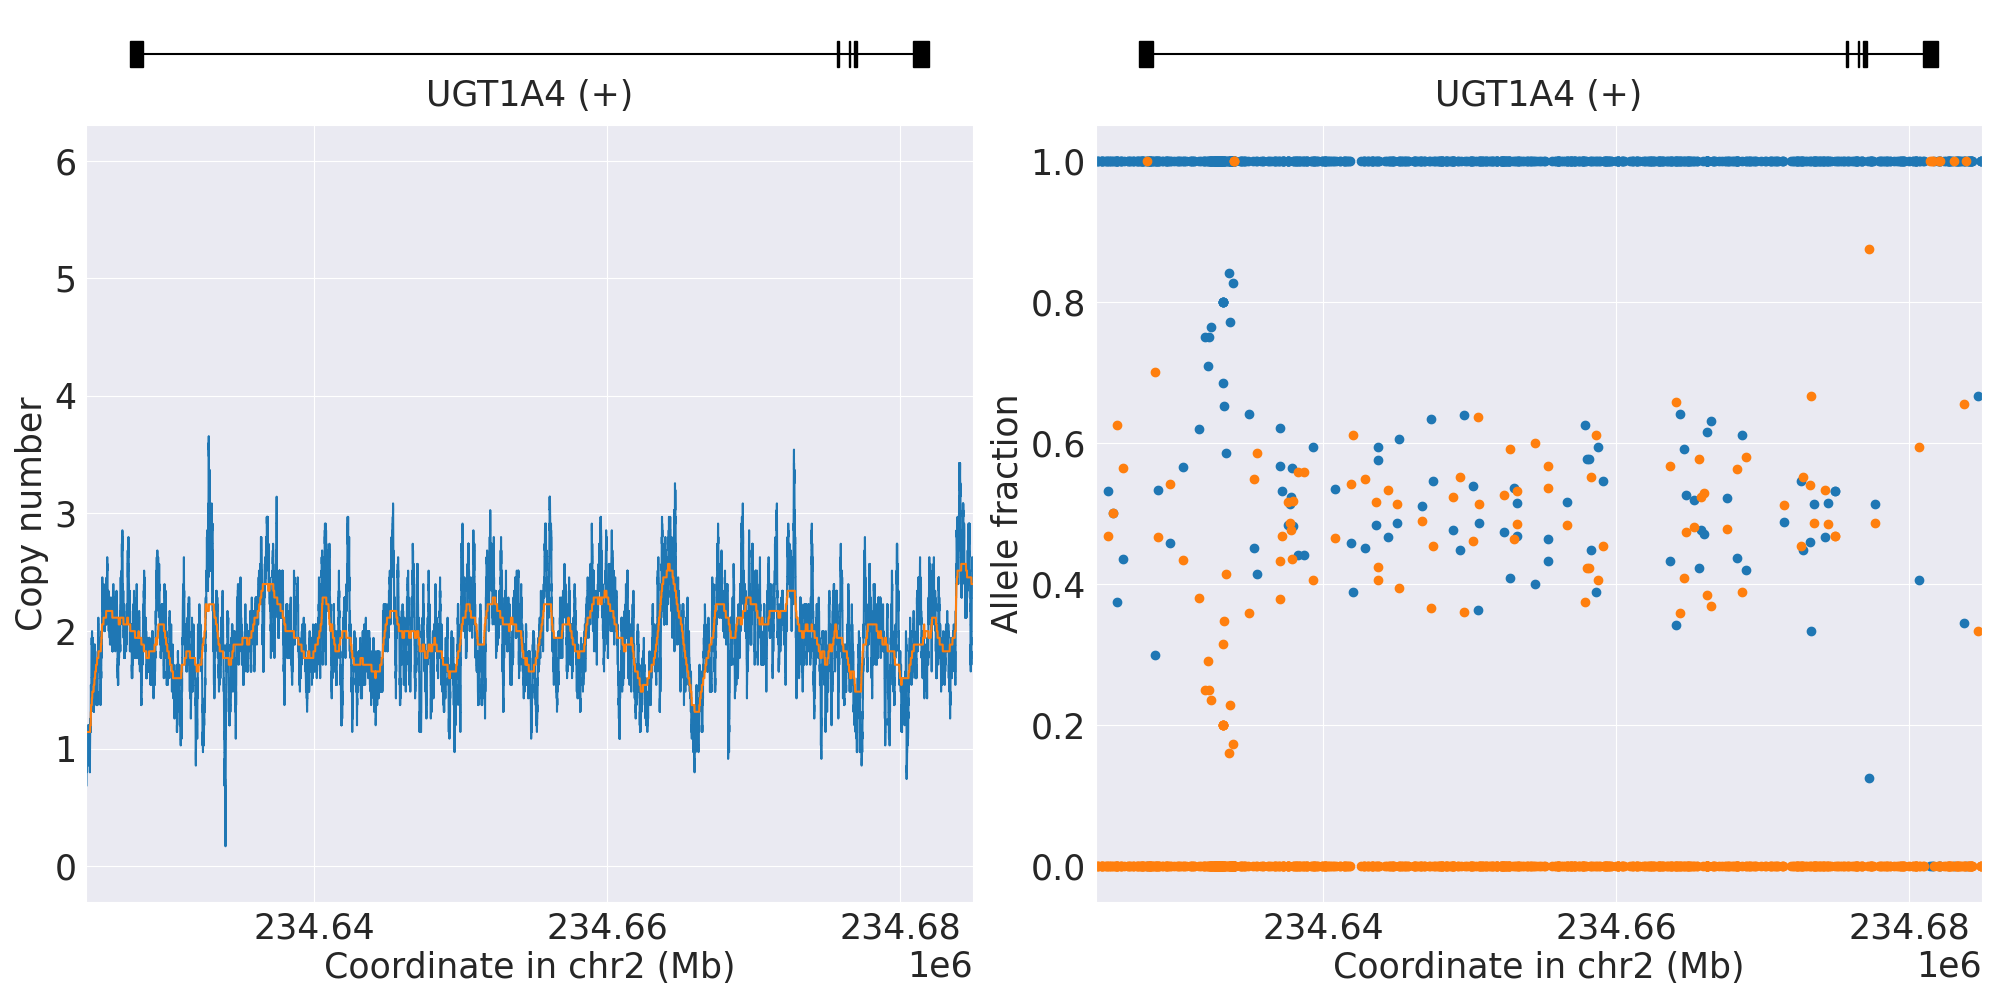 UGT1A4 (+)
6
5
4
3
2
1
0
Copy number
234.64 234.66 234.68
1e6
Coordinate in chr2 (Mb)
UGT1A4 (+)
1.0
0.8
0.6
0.4
0.2
0.0
Allele fraction
234.64 234.66 234.68
1e6
Coordinate in chr2 (Mb)